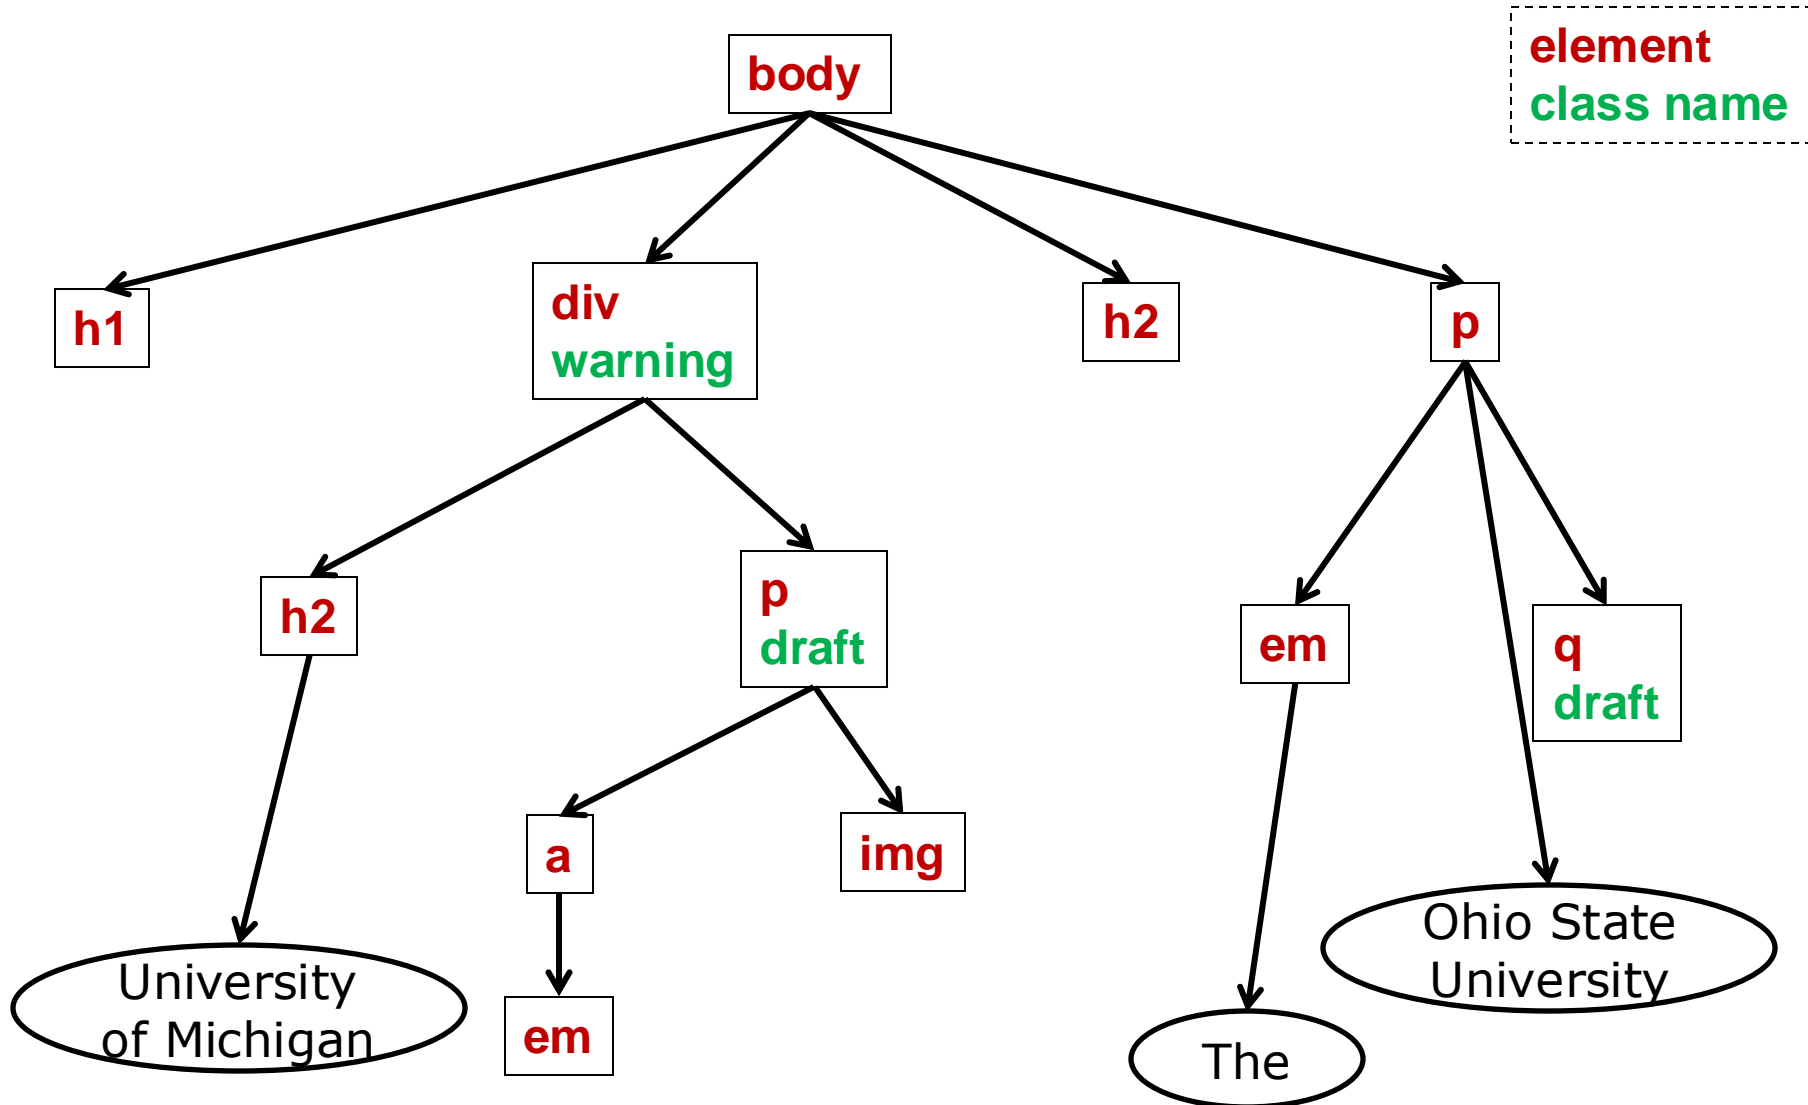 element
class name
body
h1
div
warning
h2
p
h2
p
draft
em
q
draft
a
img
University
of Michigan
em
Ohio State
University
The